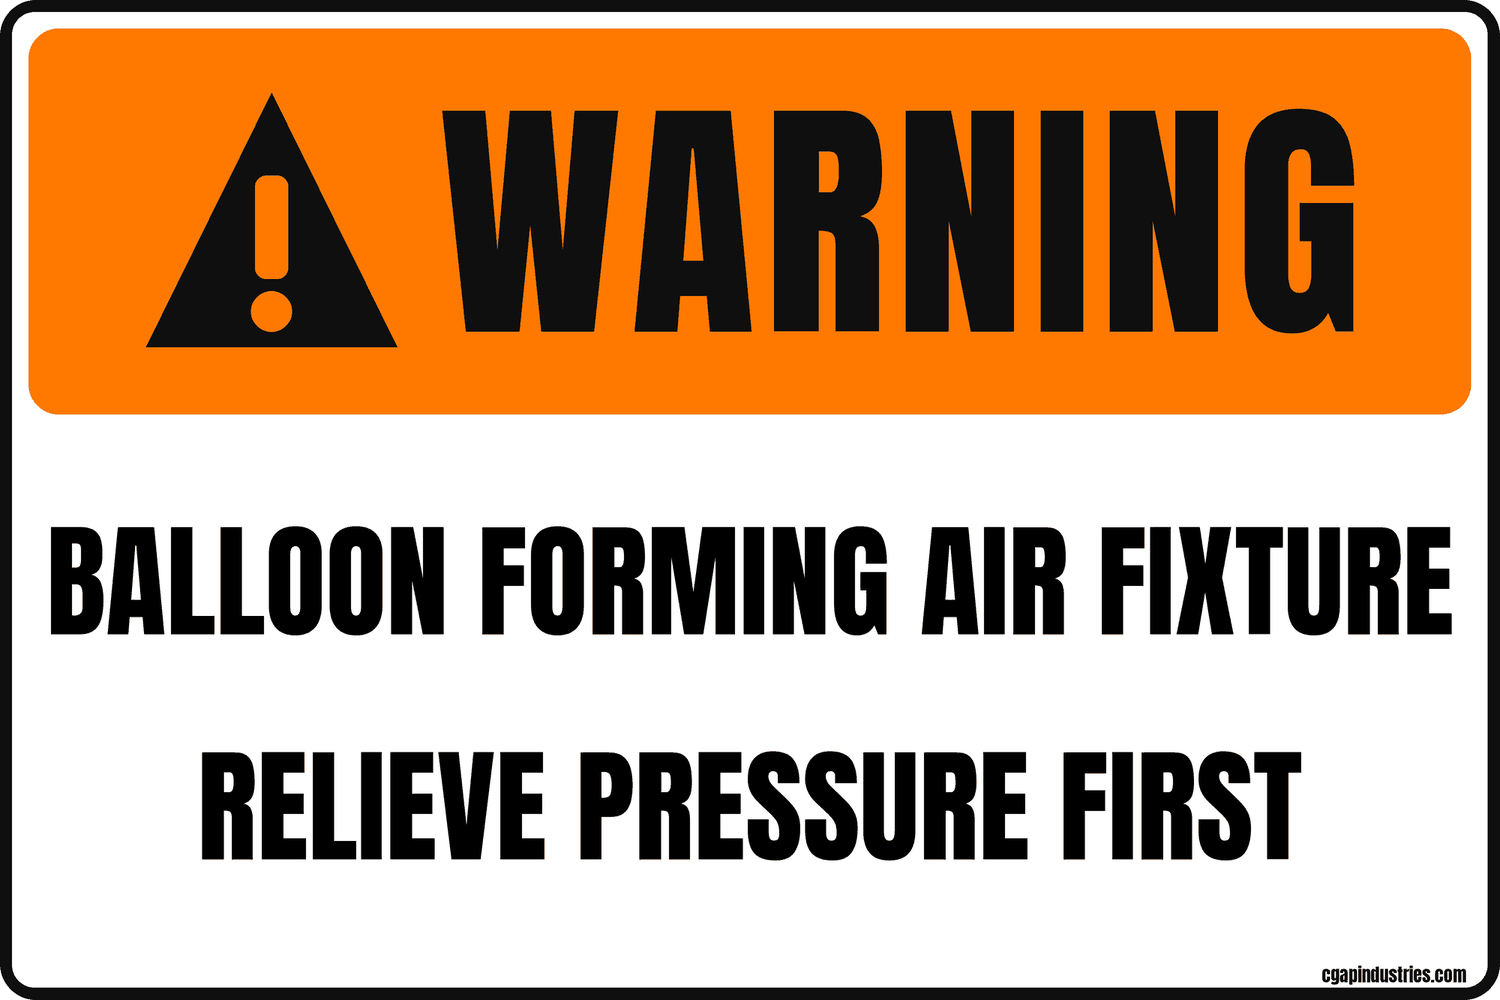 WARNING
BALLOON FORMING AIR FIXTURE
RELIEVE PRESSURE FIRST
cgapindustries.com